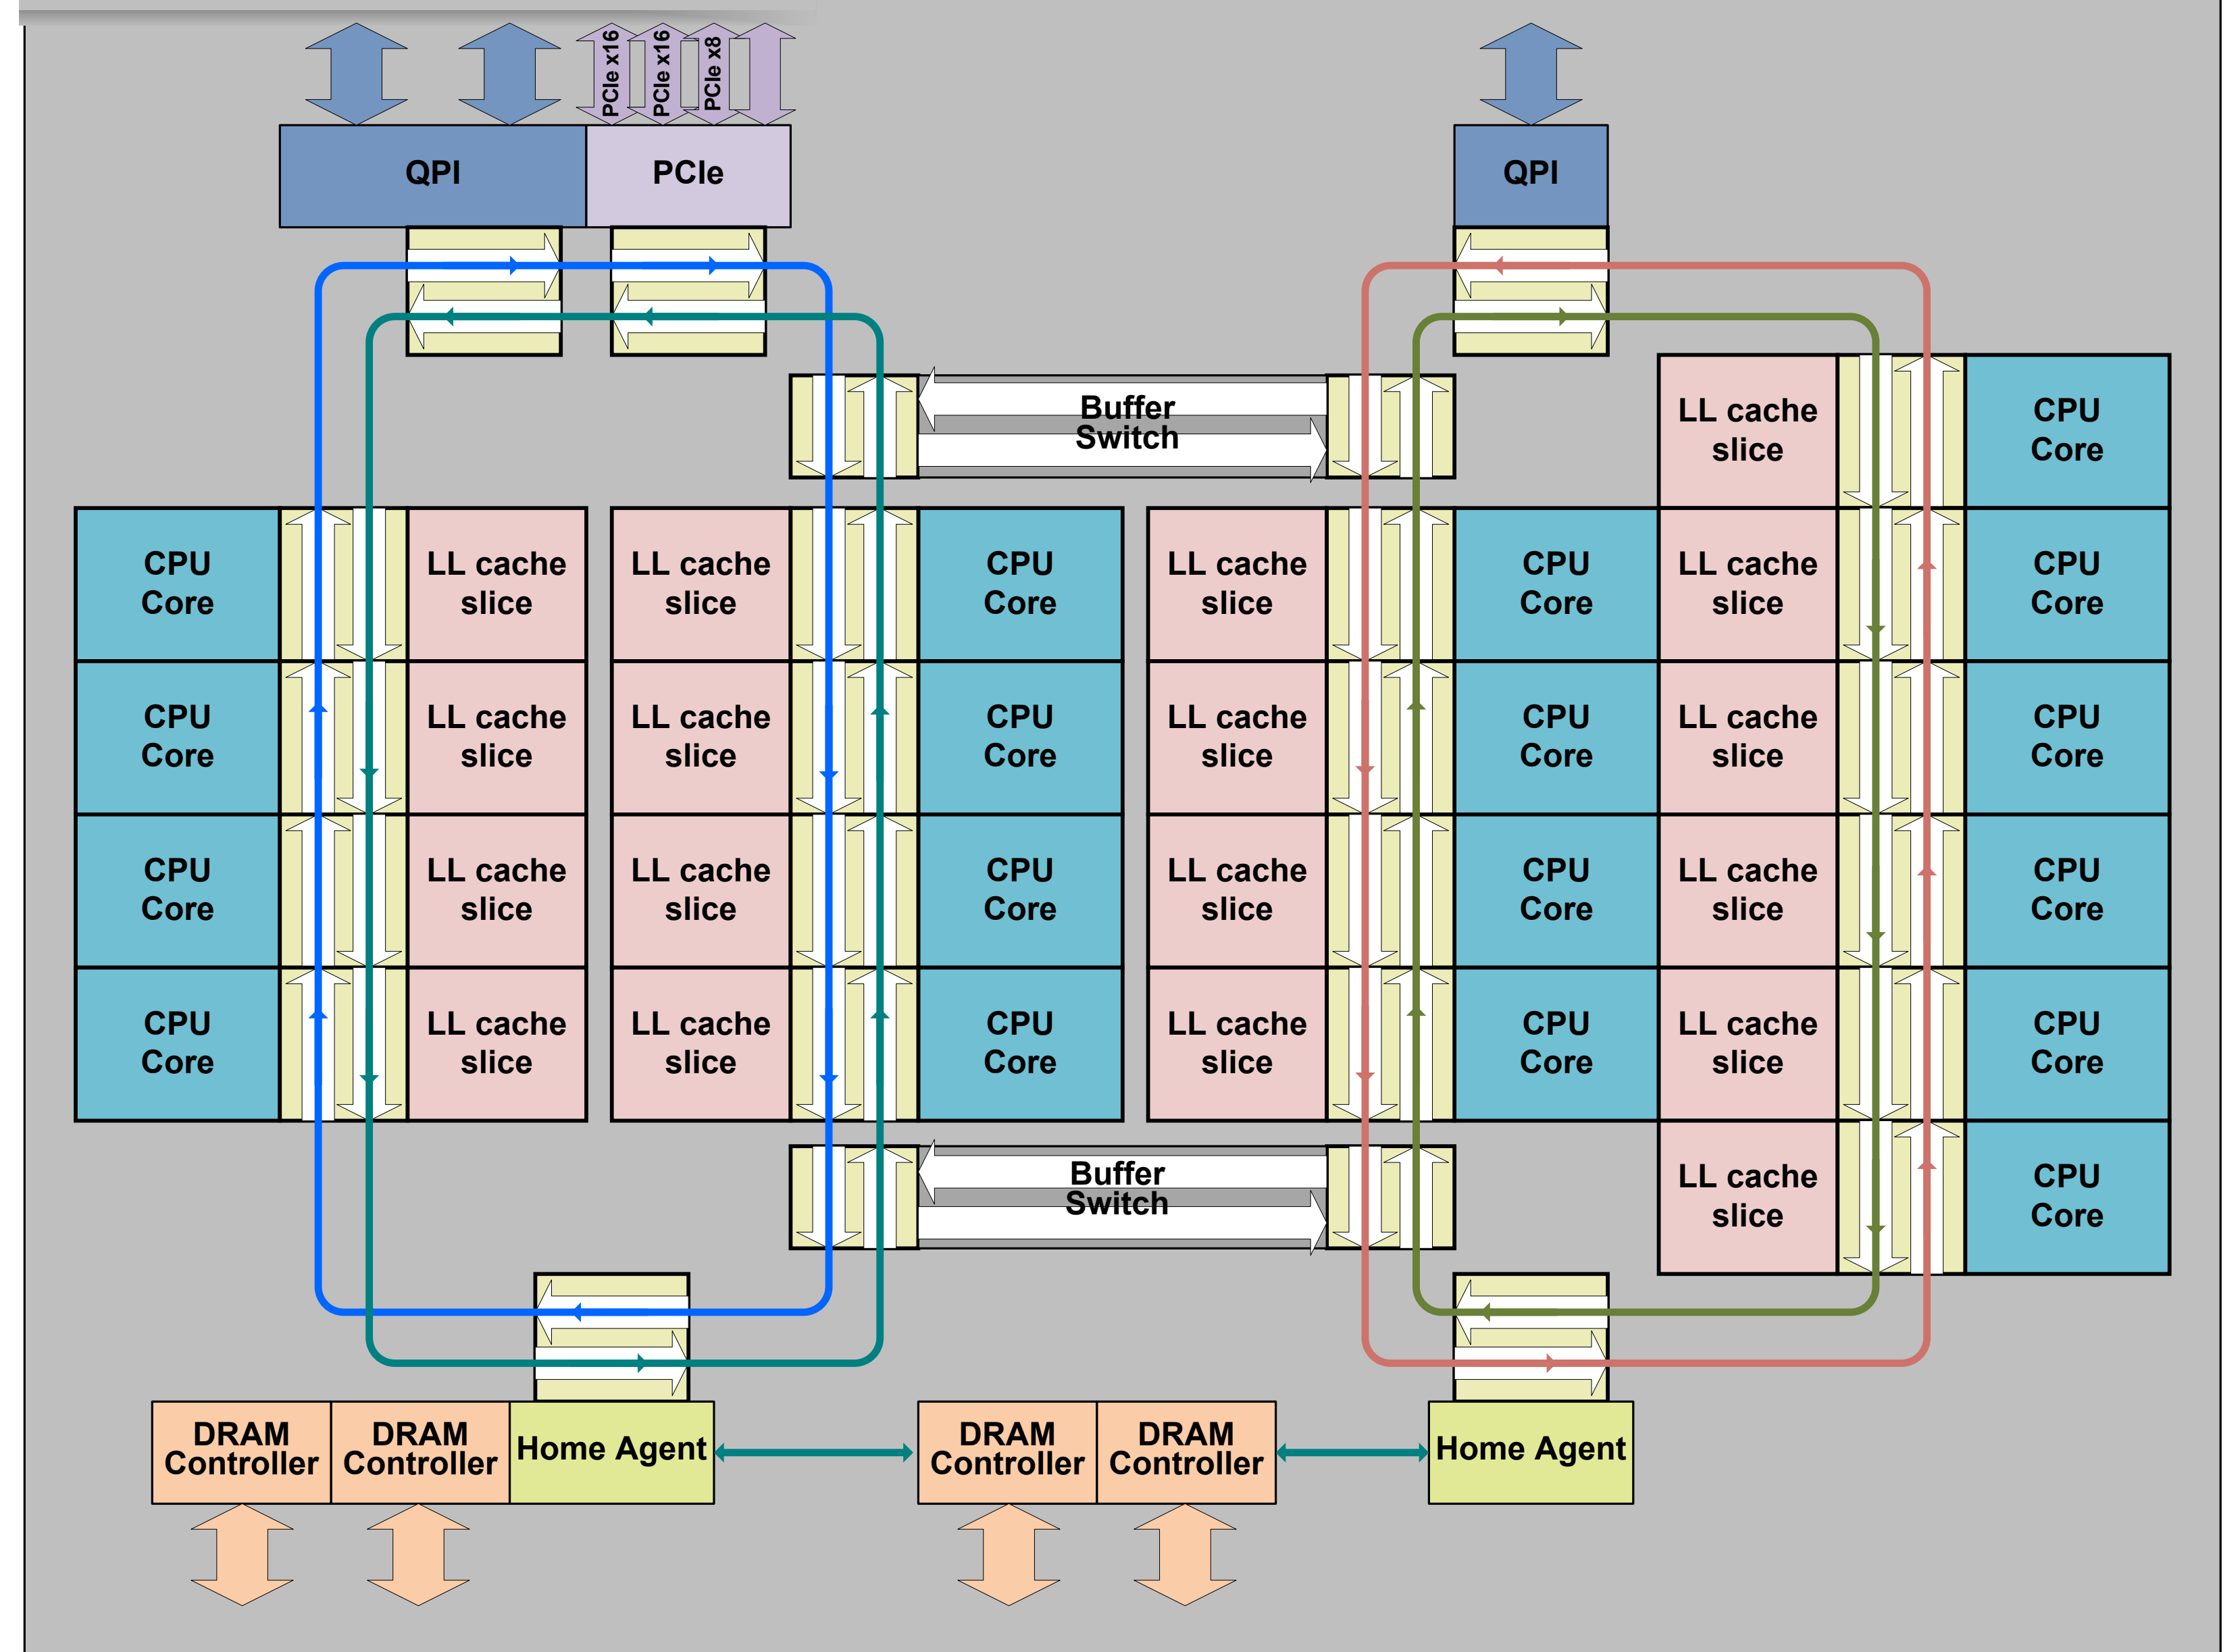 PCIe x16
PCIe x16
PCIe x8
QPI
PCIe
QPI
Buffer
Switch
LL cache
slice
CPU
Core
CPU
Core
LL cache
slice
LL cache
slice
CPU
Core
LL cache
slice
CPU
Core
LL cache
slice
CPU
Core
CPU
Core
LL cache
slice
LL cache
slice
CPU
Core
LL cache
slice
CPU
Core
LL cache
slice
CPU
Core
CPU
Core
LL cache
slice
LL cache
slice
CPU
Core
LL cache
slice
CPU
Core
LL cache
slice
CPU
Core
CPU
Core
LL cache
slice
LL cache
slice
CPU
Core
LL cache
slice
CPU
Core
LL cache
slice
CPU
Core
Buffer
Switch
LL cache
slice
CPU
Core
DRAM
Controller
DRAM
Controller
Home Agent
DRAM
Controller
DRAM
Controller
Home Agent